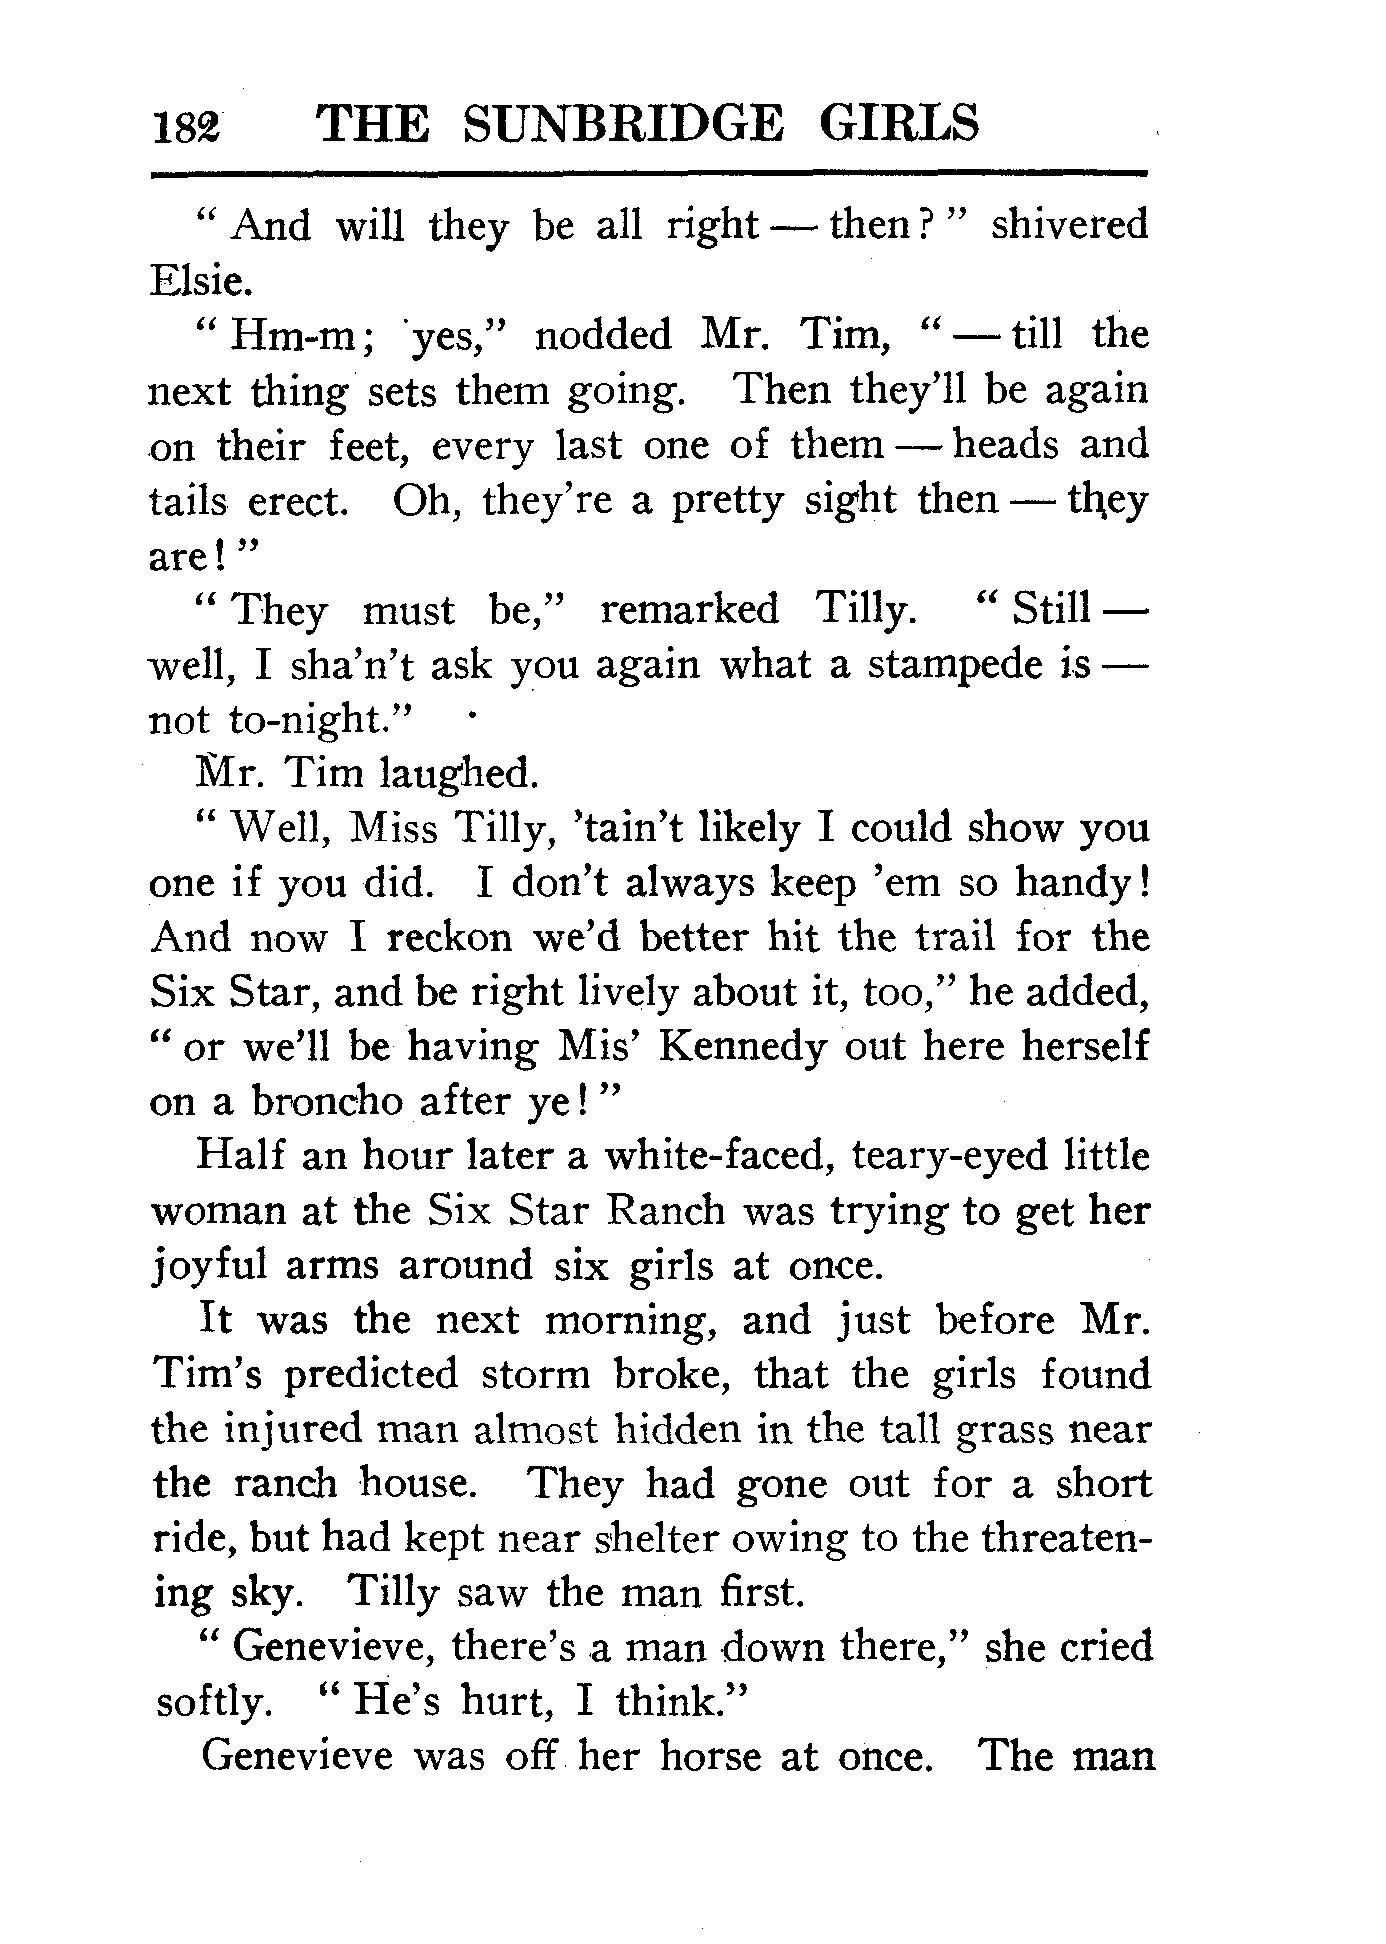 182 THE SUNBRIDGE GIRLS
“ And will they be all right — then? ” shivered
Elsie.
“ Hm-m; yes,” nodded Mr. Tim, “ — till the
next thing sets them going. Then they’ll be again
on their feet, every last one of them — heads and
tails erect. Oh, they’re a pretty sight then — they
are! ”
“ They must be,” remarked Tilly. “ Still —
well, I sha’n’t ask you again what a stampede is —
not to-night.”
Mr. Tim laughed.
“ Well, Miss Tilly, ’tain’t likely I could show you
one if you did. I don’t always keep ’em so handy!
And now I reckon we’d better hit the trail for the
Six Star, and be right lively about it, too,” he added,
“ or we’ll be having Mis’ Kennedy out here herself
on a broncho after ye! ”
Half an hour later a white-faced, teary-eyed little
woman at the Six Star Ranch was trying to get her
joyful arms around six girls at once.
It was the next morning, and just before Mr.
Tim’s predicted storm broke, that the girls found
the injured man almost hidden in the tall grass near
the ranch house. They had gone out for a short
ride, but had kept near shelter owing to the threaten-
ing sky. Tilly saw the man first.
“ Genevieve, there’s a man down there,” she cried
softly. “ He’s hurt, I think.”
Genevieve was off her horse at once. The man